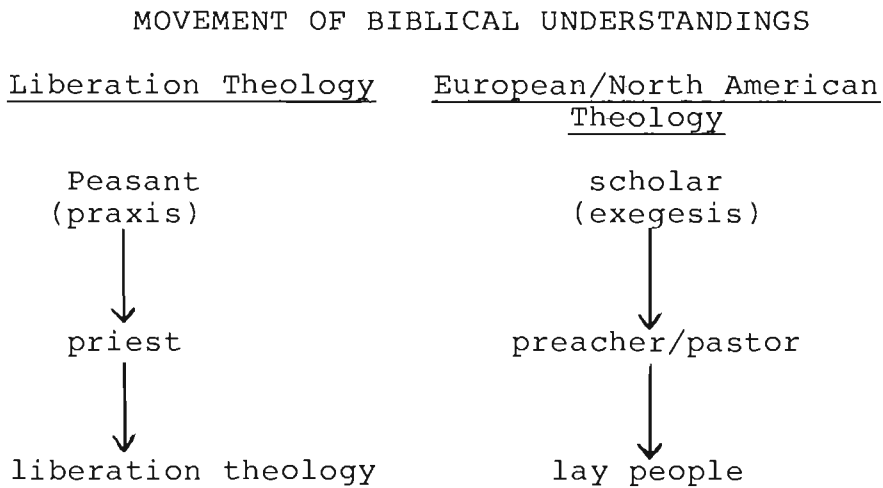 MOVEMENT OF BIBLICAL UNDERSTANDINGS
Liberation Theology
Peasant
(praxis)
priest
liberation theology
European/North American
Theology
scholar
(exegesis)
preacher/pastor
lay people